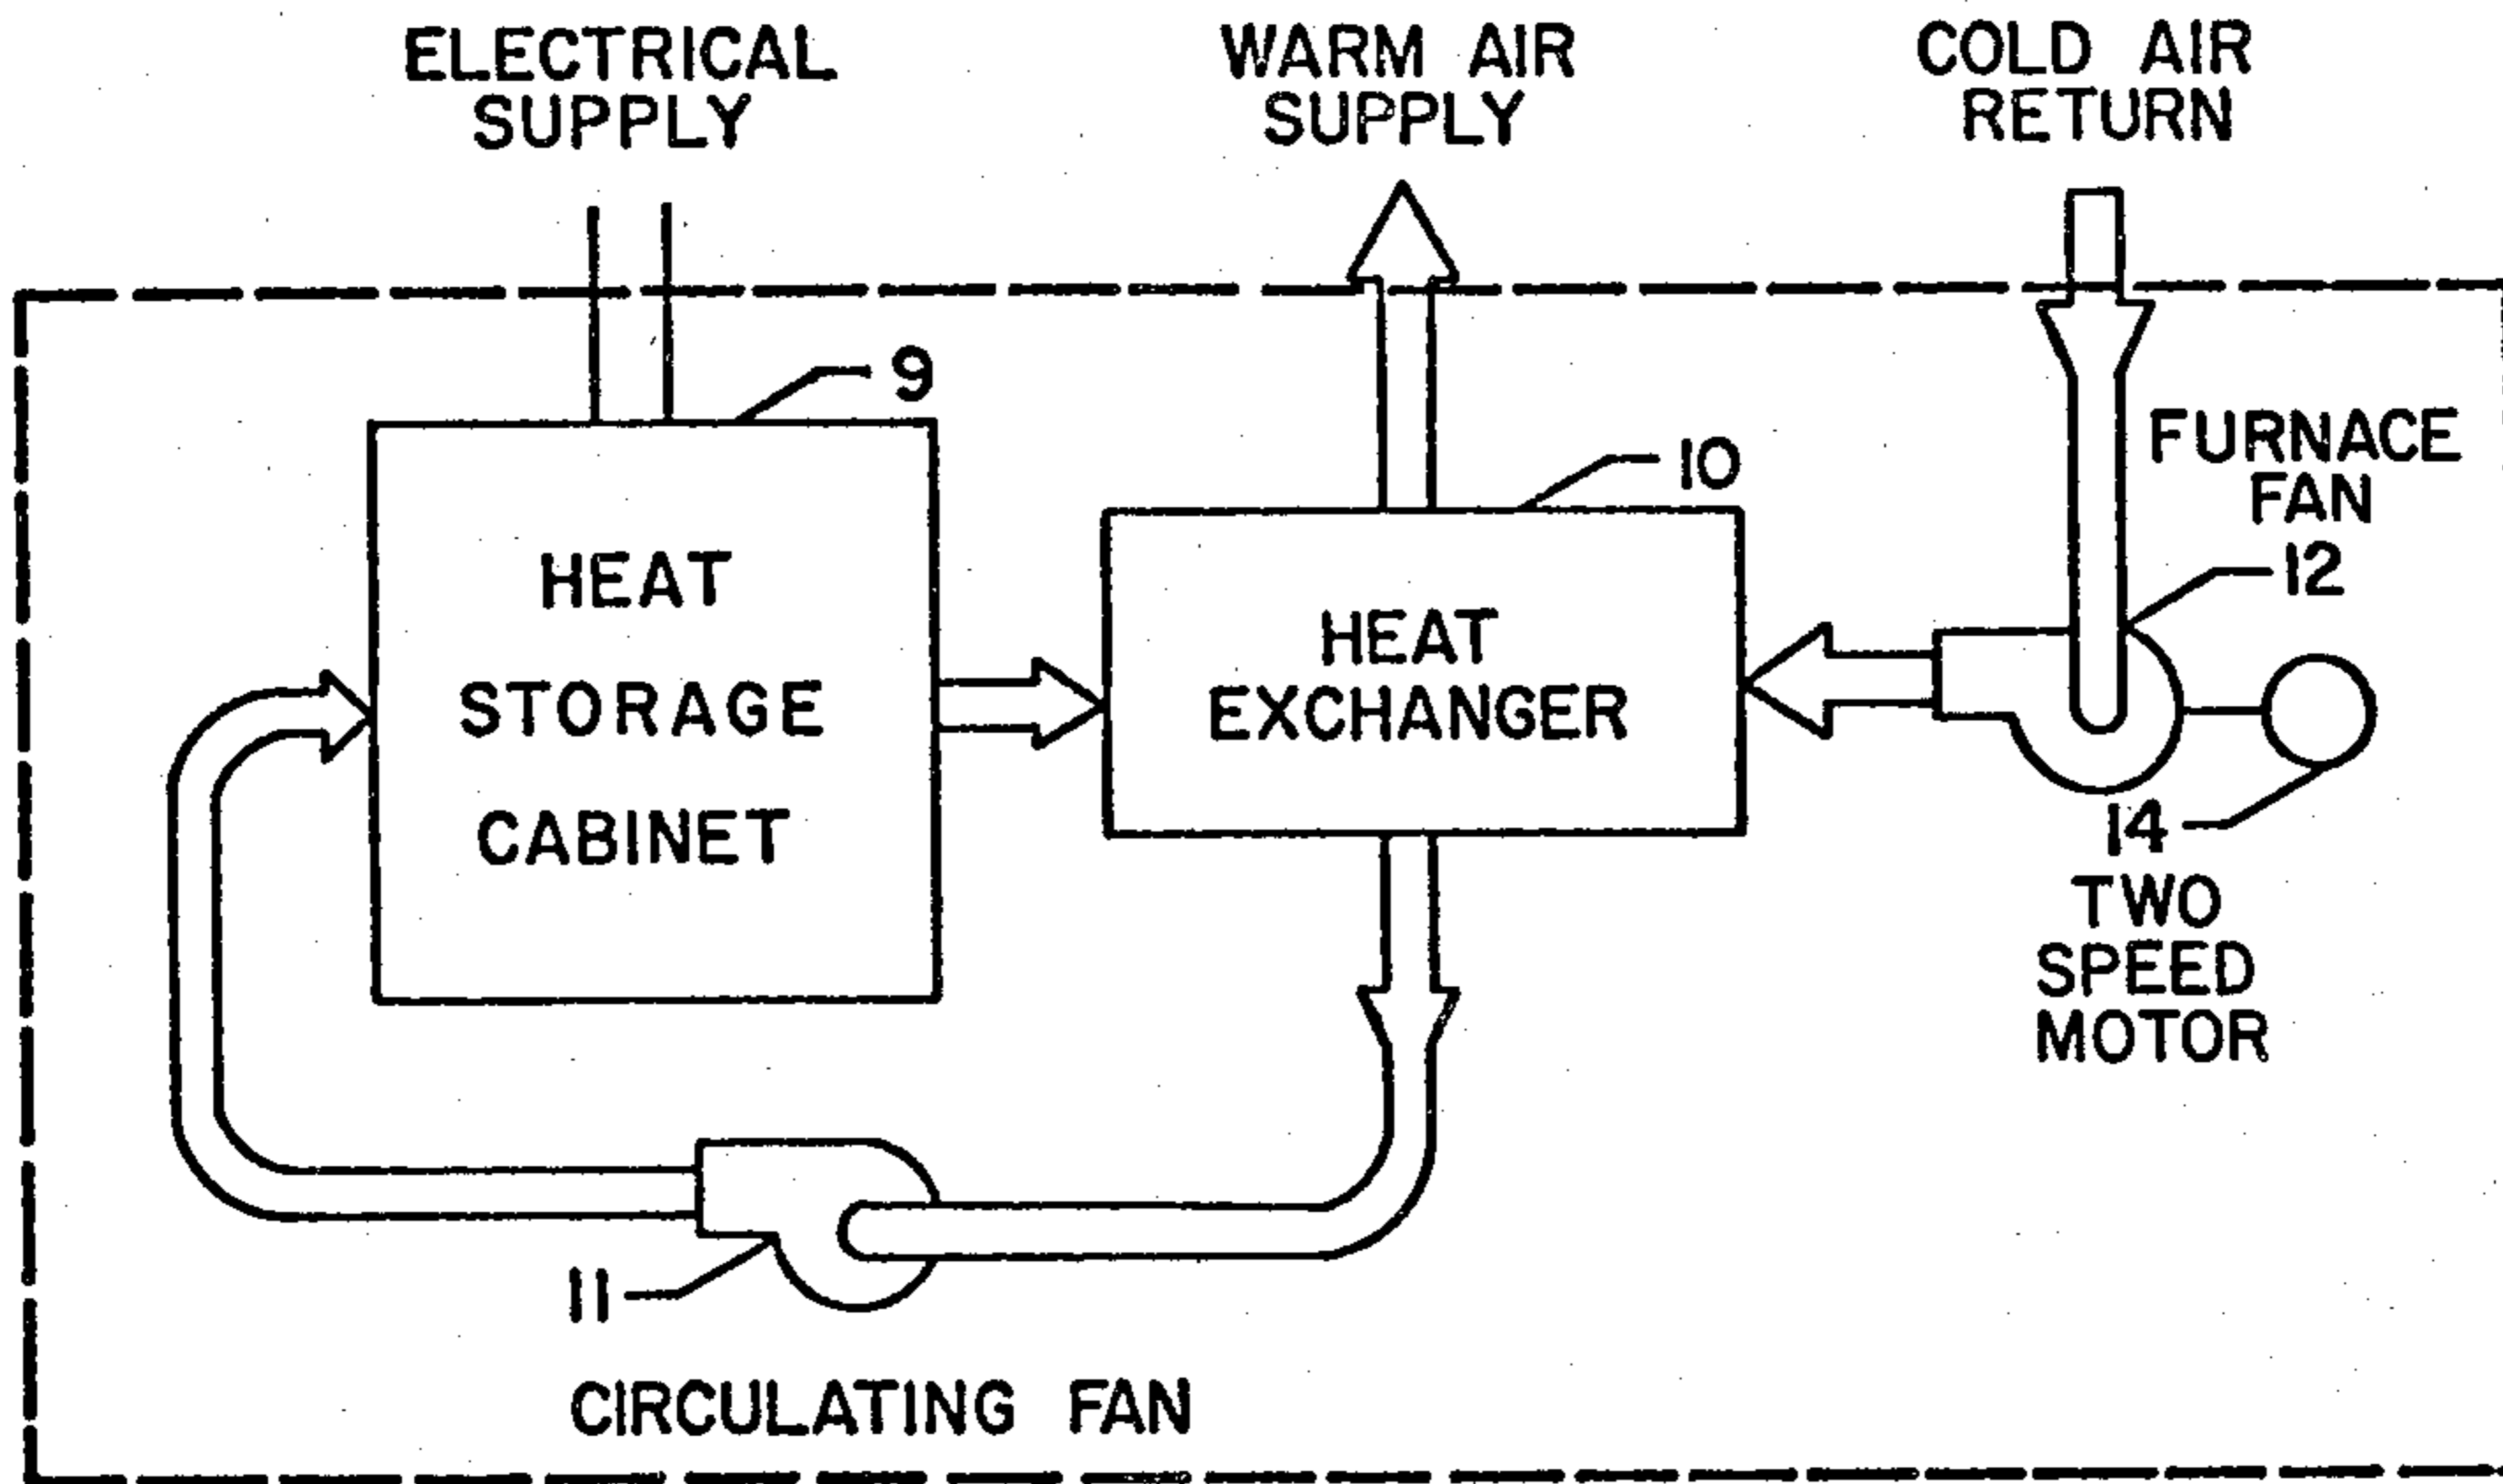 ELECTRICAL
SUPPLY
WARM AIR
SUPPLY
COLD AIR
RETURN
9
10
FURNACE
FAN
12
HEAT
STORAGE
CABINET
HEAT
EXCHANGER
14
TWO
SPEED
MOTOR
11
CIRCULATING FAN